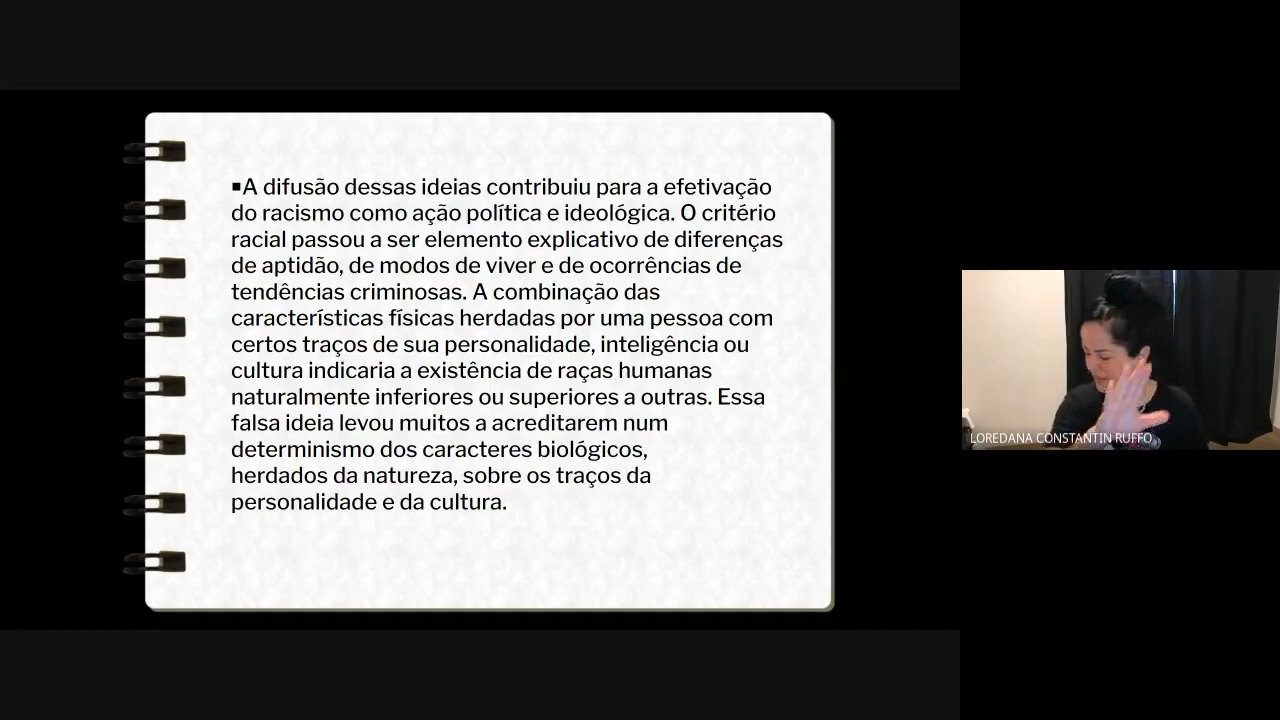 ▪A difusão dessas ideias contribuiu para a efetivação
do racismo como ação política e ideológica. O critério
racial passou a ser elemento explicativo de diferenças
de aptidão, de modos de viver e de ocorrências de
tendências criminosas. A combinação das
características físicas herdadas por uma pessoa com
certos traços de sua personalidade, inteligência ou
cultura indicaria a existência de raças humanas
naturalmente inferiores ou superiores a outras. Essa
falsa ideia levou muitos a acreditarem num
determinismo dos caracteres biológicos,
herdados da natureza, sobre os traços da
personalidade e da cultura.
LOREDANA CONSTANTIN RUFFO